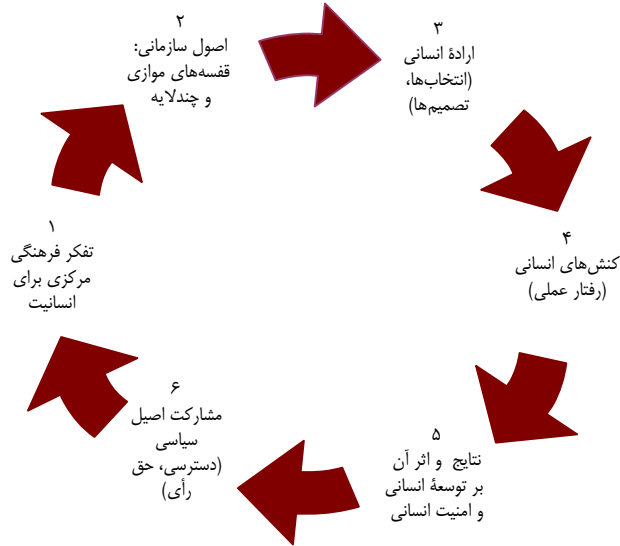 ۱
تفکر فرهنگی
مرکزی برای
انسانیت
۲
اصول سازمانی:
قفسه‌های موازی
و چندلایه
۳
ارادهٔ انسانی
(انتخاب‌ها،
تصمیم‌ها)
۴
کنش‌های انسانی
(رفتار عملی)
۵
نتایج و اثر آن
بر توسعهٔ انسانی
و امنیت انسانی
۶
مشارکت اصیل
سیاسی
(دسترسی، حق
رأی)